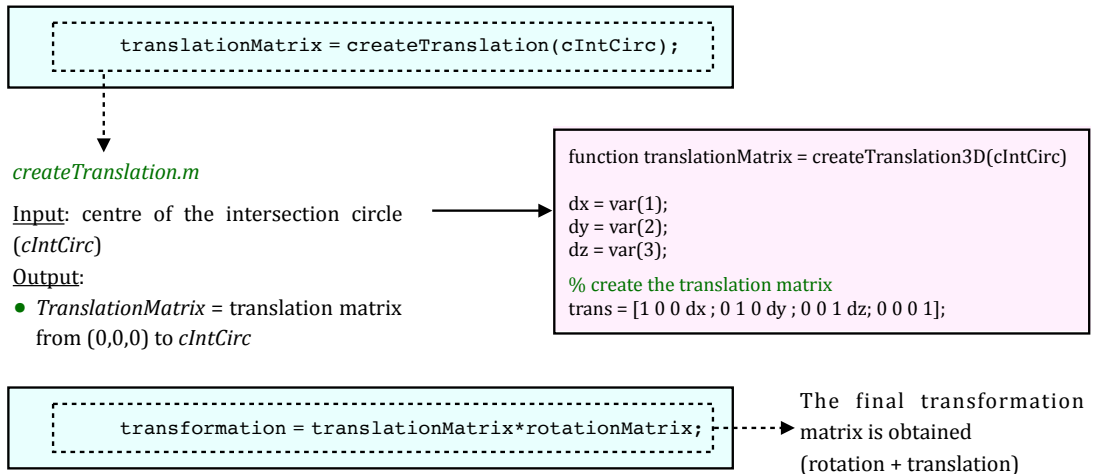 translationMatrix = createTranslation(cIntCirc);
createTranslation.m
Input: centre of the intersection circle
(cIntCirc)
Output:
• TranslationMatrix = translation matrix
from (0,0,0) to cIntCirc
function translationMatrix = createTranslation3D(cIntCirc)
dx = var(1);
dy = var(2);
dz = var(3);
% create the translation matrix
trans = [1 0 0 dx ; 0 1 0 dy ; 0 0 1 dz; 0 0 0 1];
transformation = translationMatrix*rotationMatrix;
The final transformation
matrix is obtained
(rotation + translation)